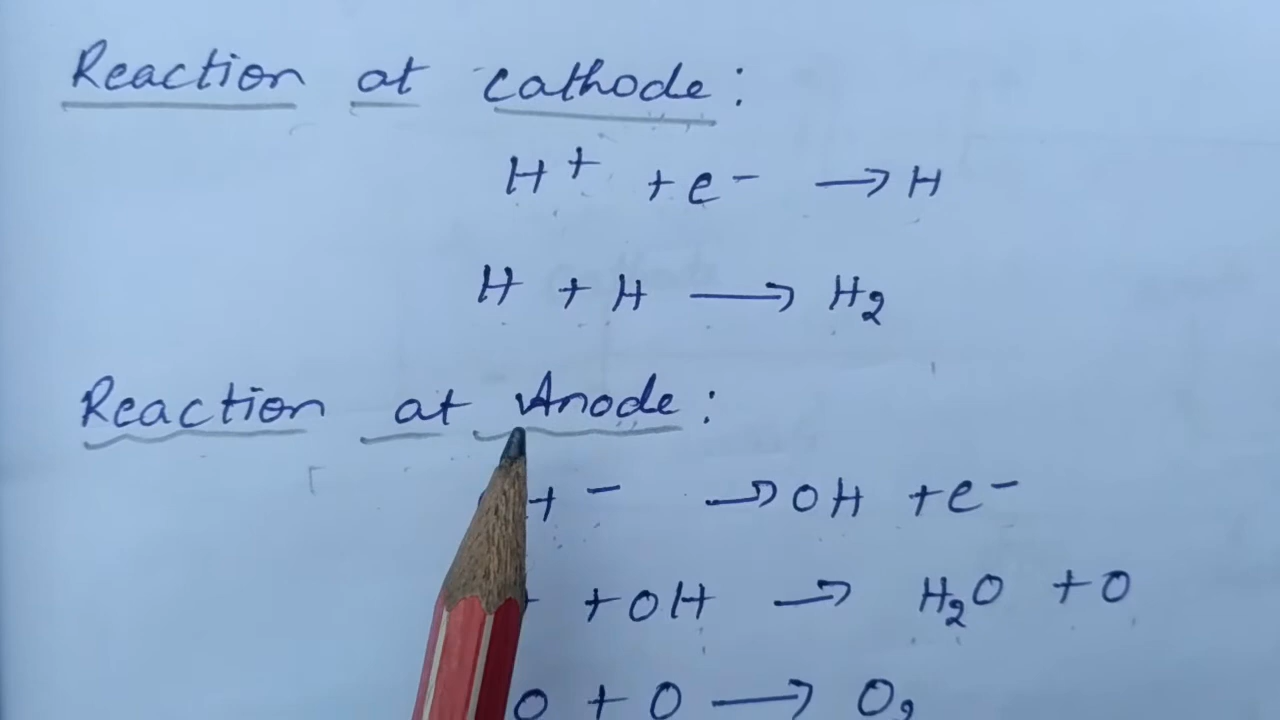 Reaction at cathode:
H⁺ + e⁻ → H
H + H → H₂
Reaction at Anode:
H⁻ → OH + e⁻
+ OH → H₂O + O
O + O → O₂